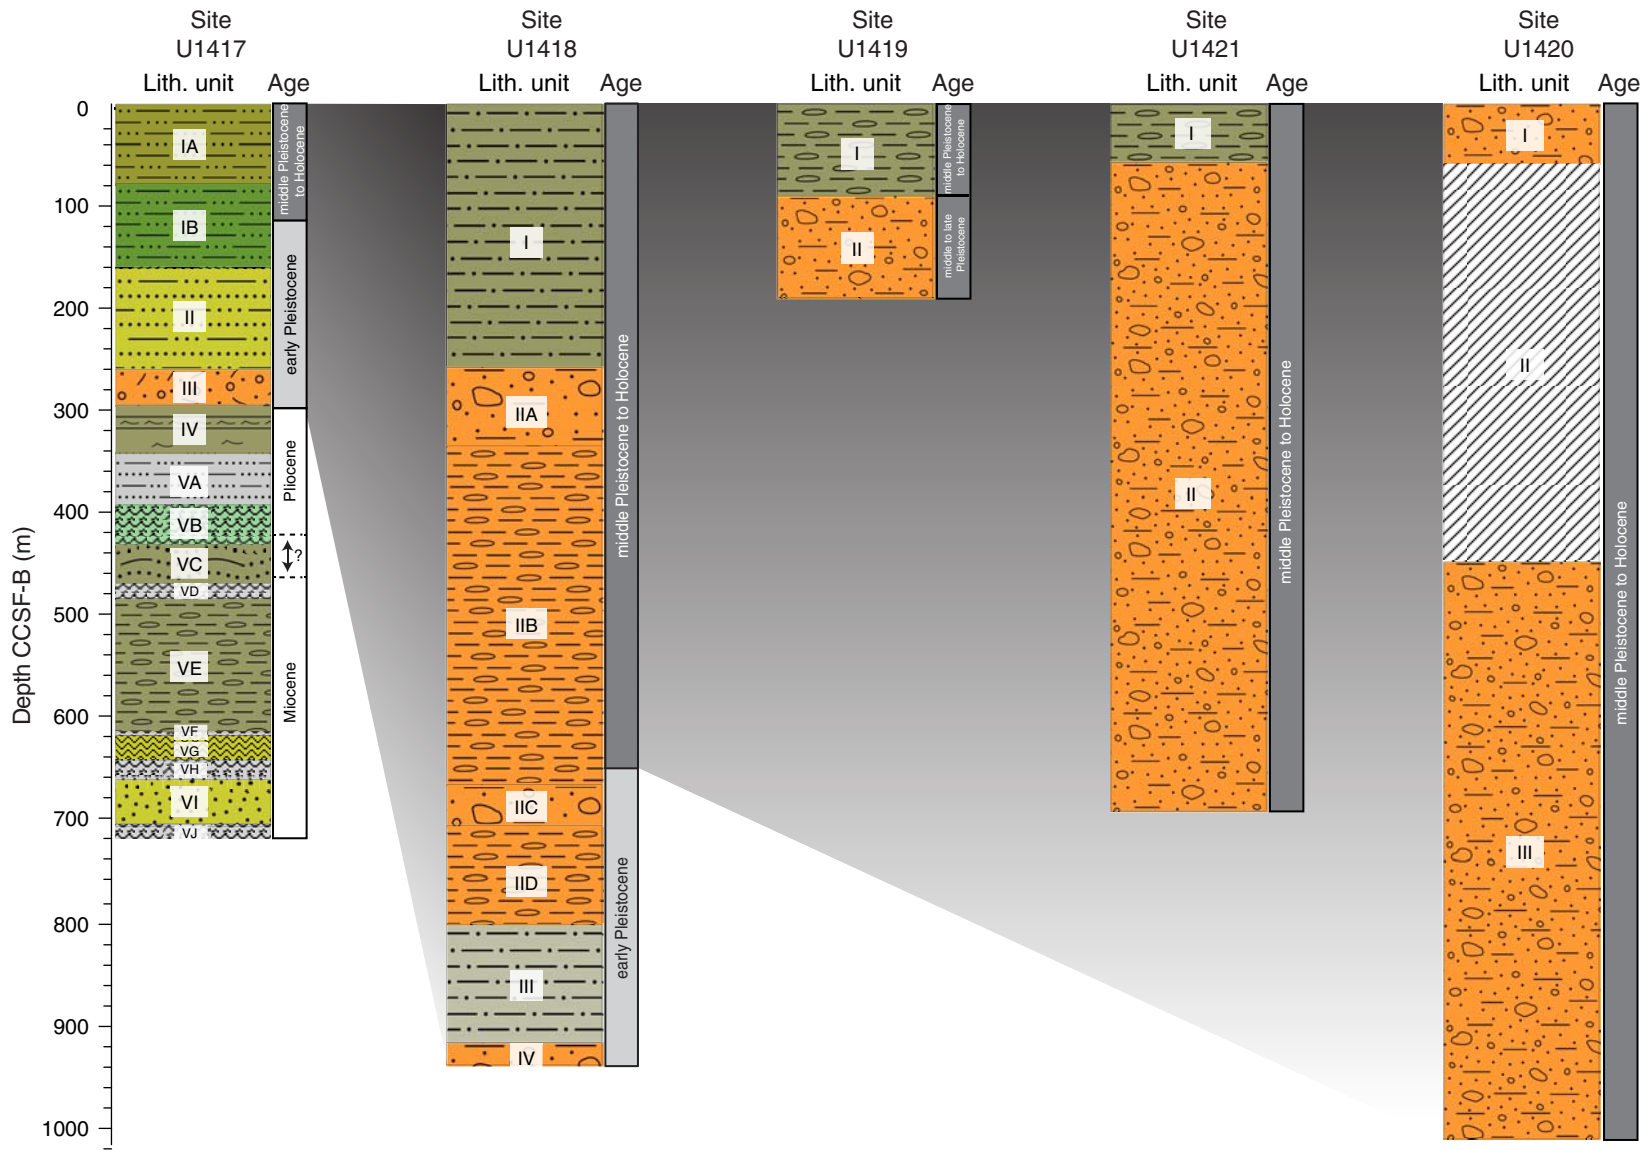 Site
U1417
Site
U1418
Site
U1419
Site
U1421
Site
U1420
Lith. unit
Age
Lith. unit
Age
Lith. unit
Age
Lith. unit
Age
Lith. unit
Age
Depth CCSF-B (m)
0
100
200
300
400
500
600
700
800
900
1000
IA
IB
II
III
IV
VA
VB
VC
VD
VE
VF
VG
VH
VI
VJ
middle Pleistocene
to Holocene
early Pleistocene
Pliocene
?
Miocene
I
IIA
IIB
IIC
IID
III
IV
middle Pleistocene to Holocene
early Pleistocene
I
II
middle Pleistocene
to Holocene
middle to late
Pleistocene
I
II
middle Pleistocene to Holocene
I
II
III
middle Pleistocene to Holocene